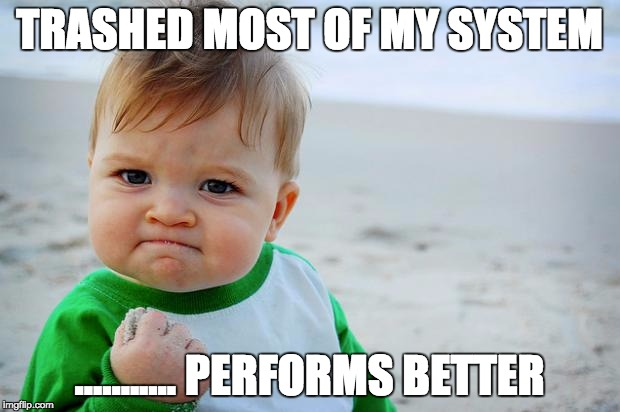 TRASHED MOST OF MY SYSTEM
........... PERFORMS BETTER
imgflip.com